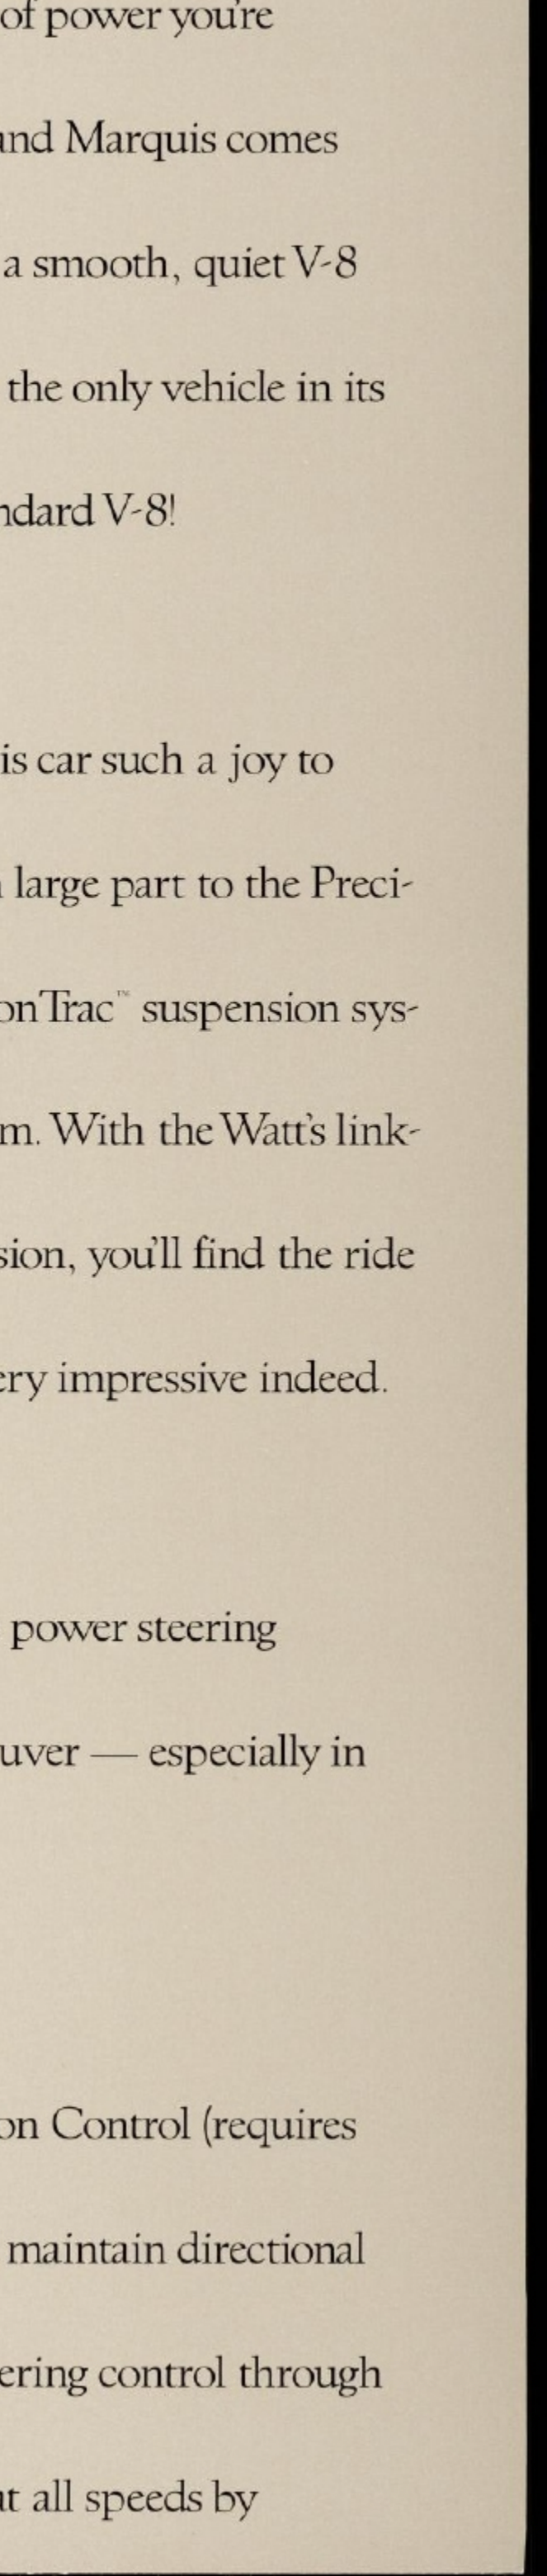 of power you're
and Marquis comes
a smooth, quiet V-8
the only vehicle in its
ndard V-8!
is car such a joy to
large part to the Preci-
onTrac™ suspension sys-
m. With the Watt's link-
sion, you'll find the ride
ery impressive indeed.
power steering
uver — especially in
on Control (requires
maintain directional
ering control through
at all speeds by